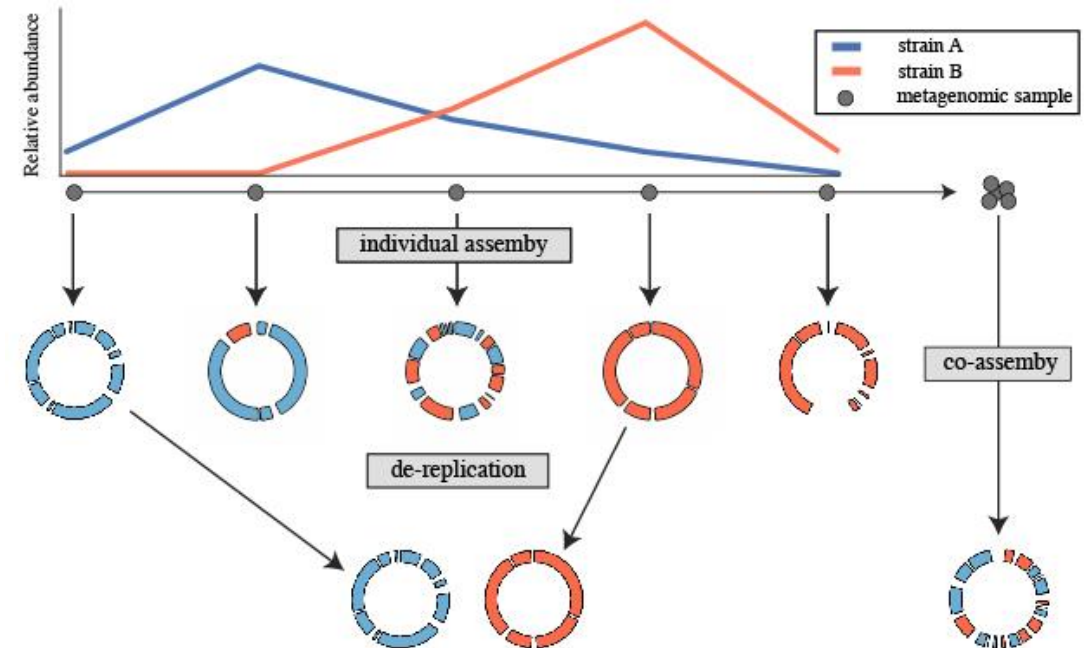 Relative abundance
strain A
strain B
metagenomic sample
individual assemby
co-assemby
de-replication